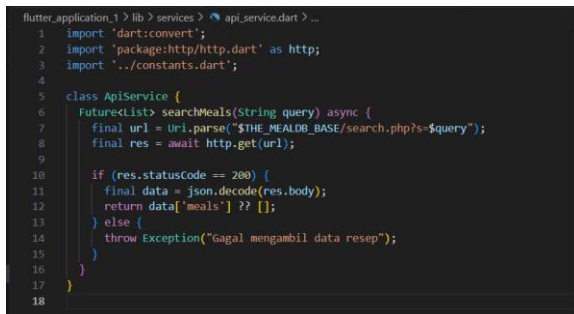 flutter_application_1 > lib > services > api_service.dart > ...
1 import 'dart:convert';
2 import 'package:http/http.dart' as http;
3 import '../constants.dart';
4
5 class ApiService {
6   Future<List> searchMeals(String query) async {
7     final url = Uri.parse("$THE_MEALDB_BASE/search.php?s=$query");
8     final res = await http.get(url);
9
10     if (res.statusCode == 200) {
11       final data = json.decode(res.body);
12       return data['meals'] ?? [];
13     } else {
14       throw Exception("Gagal mengambil data resep");
15     }
16   }
17 }
18